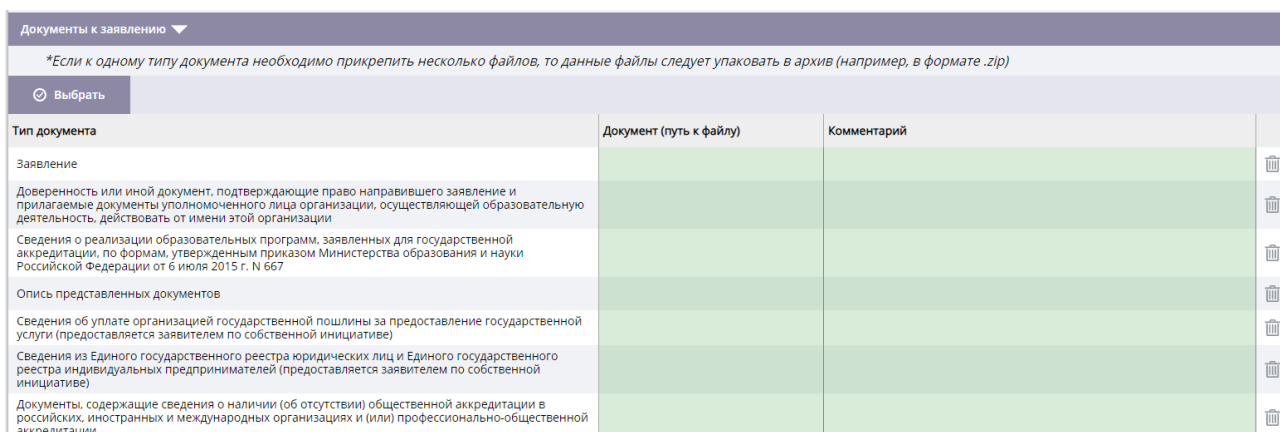 Документы к заявлению
*Если к одному типу документа необходимо прикрепить несколько файлов, то данные файлы следует упаковать в архив (например, в формате .zip)
Выбрать
Тип документа Документ (путь к файлу) Комментарий
Заявление
Доверенность или иной документ, подтверждающие право направившего заявление и
прилагаемые документы уполномоченного лица организации, осуществляющей образовательную
деятельность, действовать от имени этой организации
Сведения о реализации образовательных программ, заявленных для государственной
аккредитации, по формам, утвержденным приказом Министерства образования и науки
Российской Федерации от 6 июля 2015 г. N 667
Опись представленных документов
Сведения об уплате организацией государственной пошлины за предоставление государственной
услуги (предоставляется заявителем по собственной инициативе)
Сведения из Единого государственного реестра юридических лиц и Единого государственного
реестра индивидуальных предпринимателей (предоставляется заявителем по собственной
инициативе)
Документы, содержащие сведения о наличии (об отсутствии) общественной аккредитации в
российских, иностранных и международных организациях и (или) профессионально-общественной
аккредитации